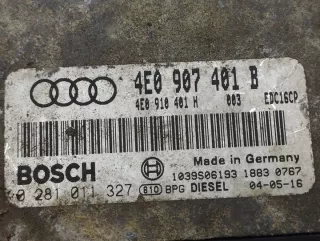 4E0 907 401 B
4E0 910 401 H 003 EDC16CP
BOSCH
Made in Germany
1039S06193 1883 0767
0 281 011 327 B10 BPG DIESEL 04-05-16